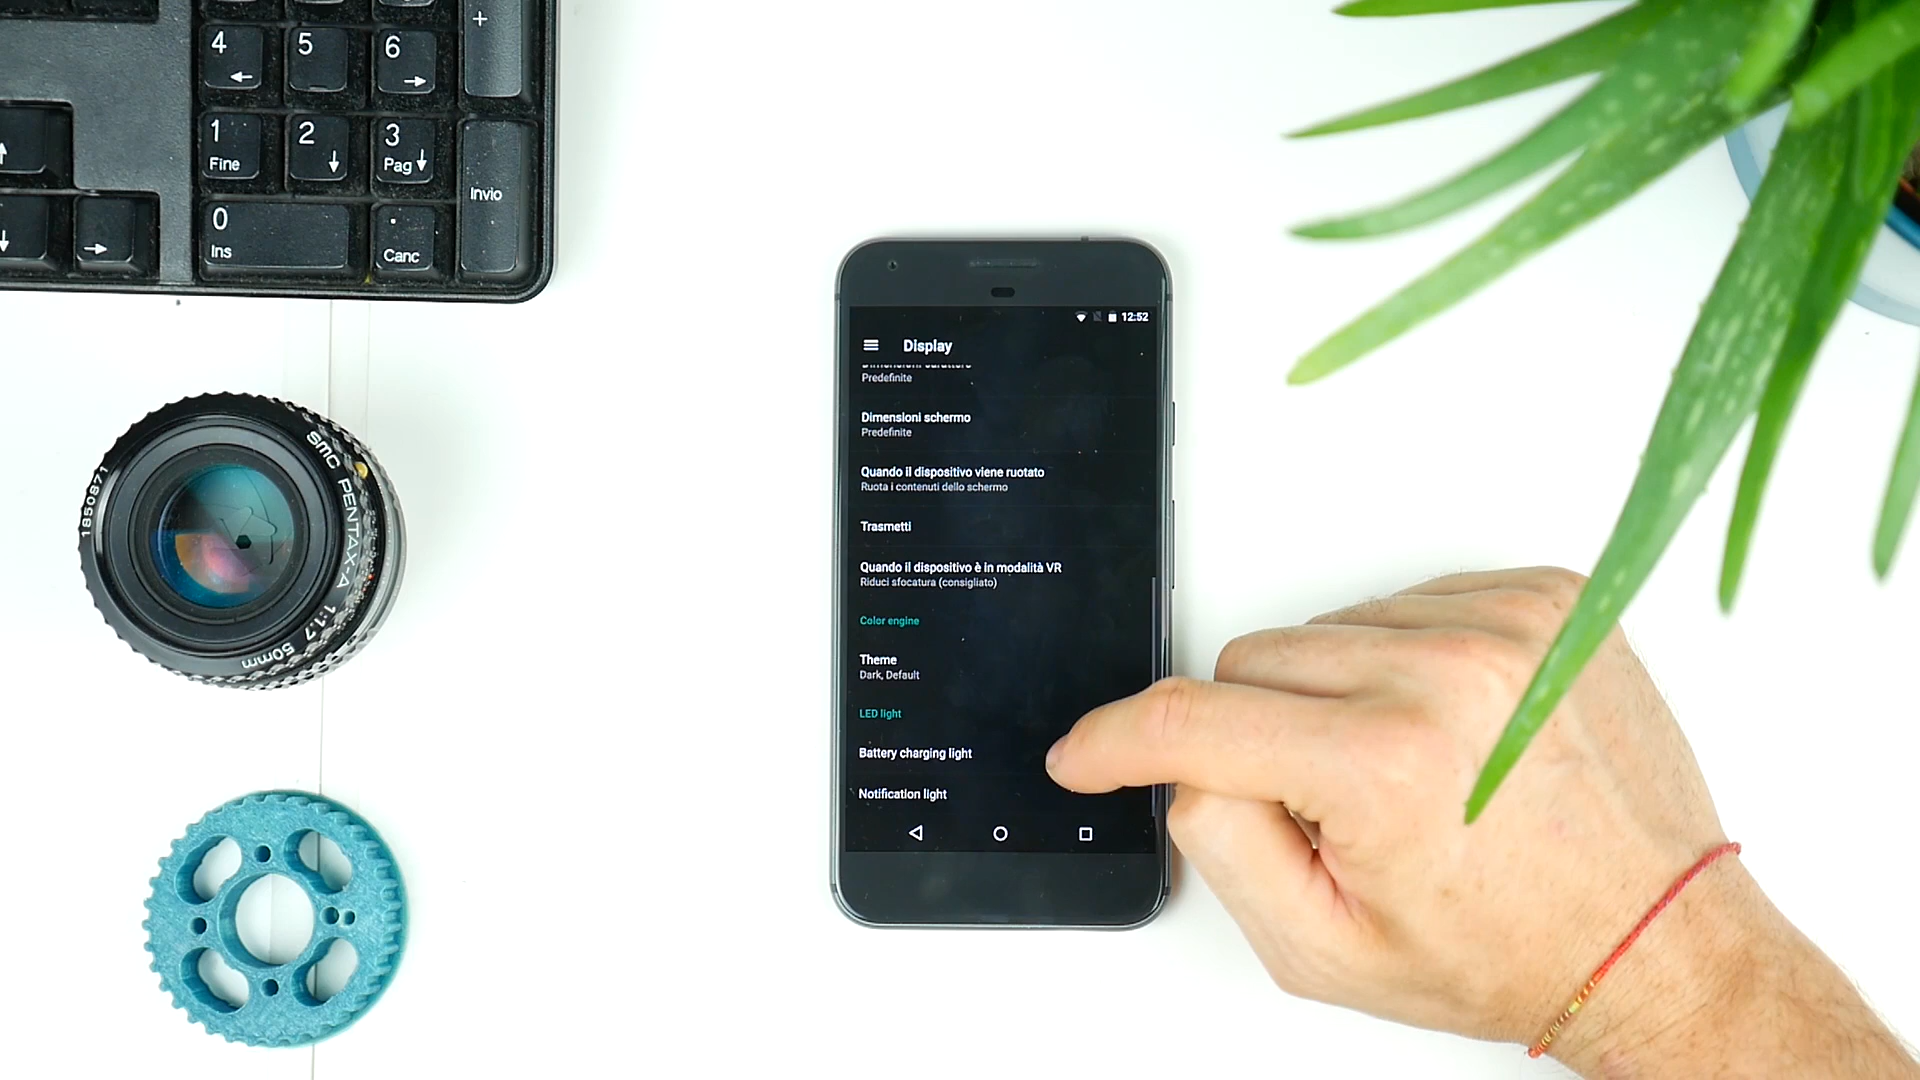 +
4
5
6
1
2
3
Fine
Pag
Invio
0
.
Ins
Canc
12:52
Display
Dimensioni carattere
Predefinite
Dimensioni schermo
Predefinite
Quando il dispositivo viene ruotato
Ruota i contenuti dello schermo
Trasmetti
Quando il dispositivo è in modalità VR
Riduci sfocatura (consigliato)
Color engine
Theme
Dark, Default
LED light
Battery charging light
Notification light
SMC PENTAX-A 1:1.7 50mm
1850871